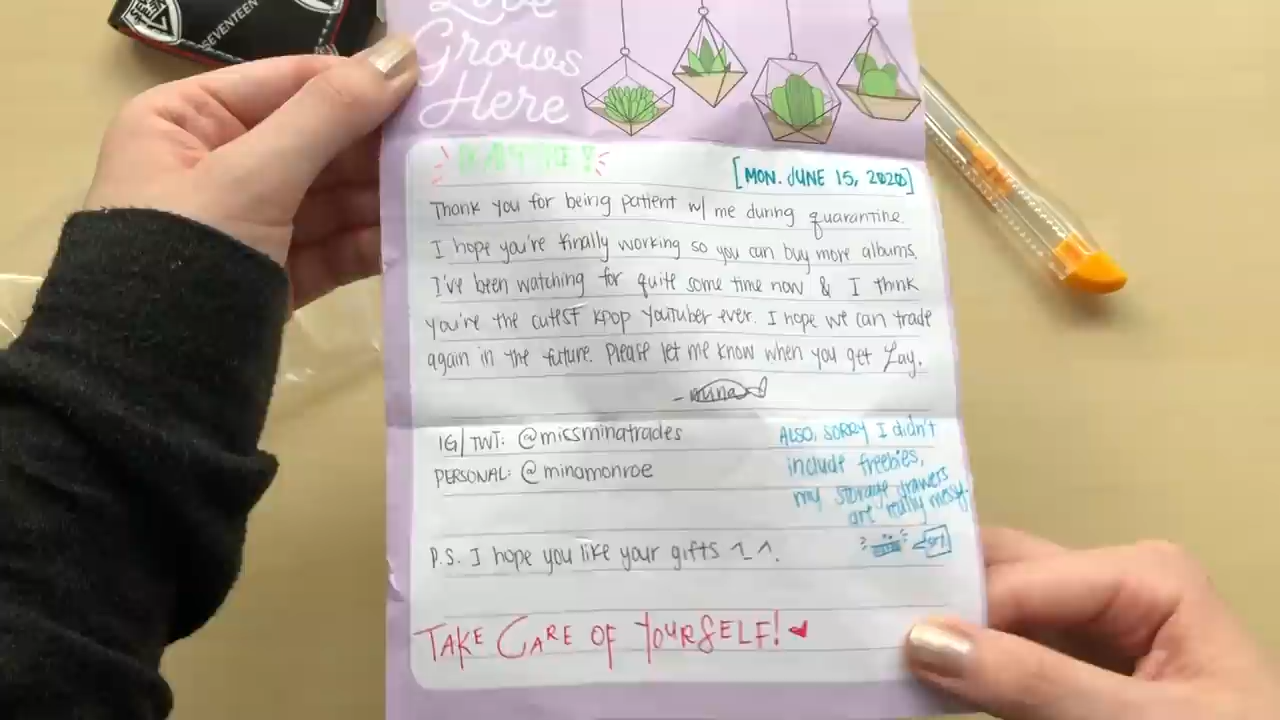 SEVENTEEN
Love
Grows
Here
[MON. JUNE 15, 2020]
Thank you for being patient w/ me during quarantine.
I hope you're finally working so you can buy more albums.
I've been watching for quite some time now & I think
you're the cutest kpop youtuber ever. I hope we can trade
again in the future. Please let me know when you get Lay.
- mina
IG/TWT: @micsminatrades
PERSONAL: @minamonroe
ALSO, SORRY I didn't
include freebies,
my storage drawers
are really messy.
P.S. I hope you like your gifts ^_^.
TAKE CARE OF YOURSELF!